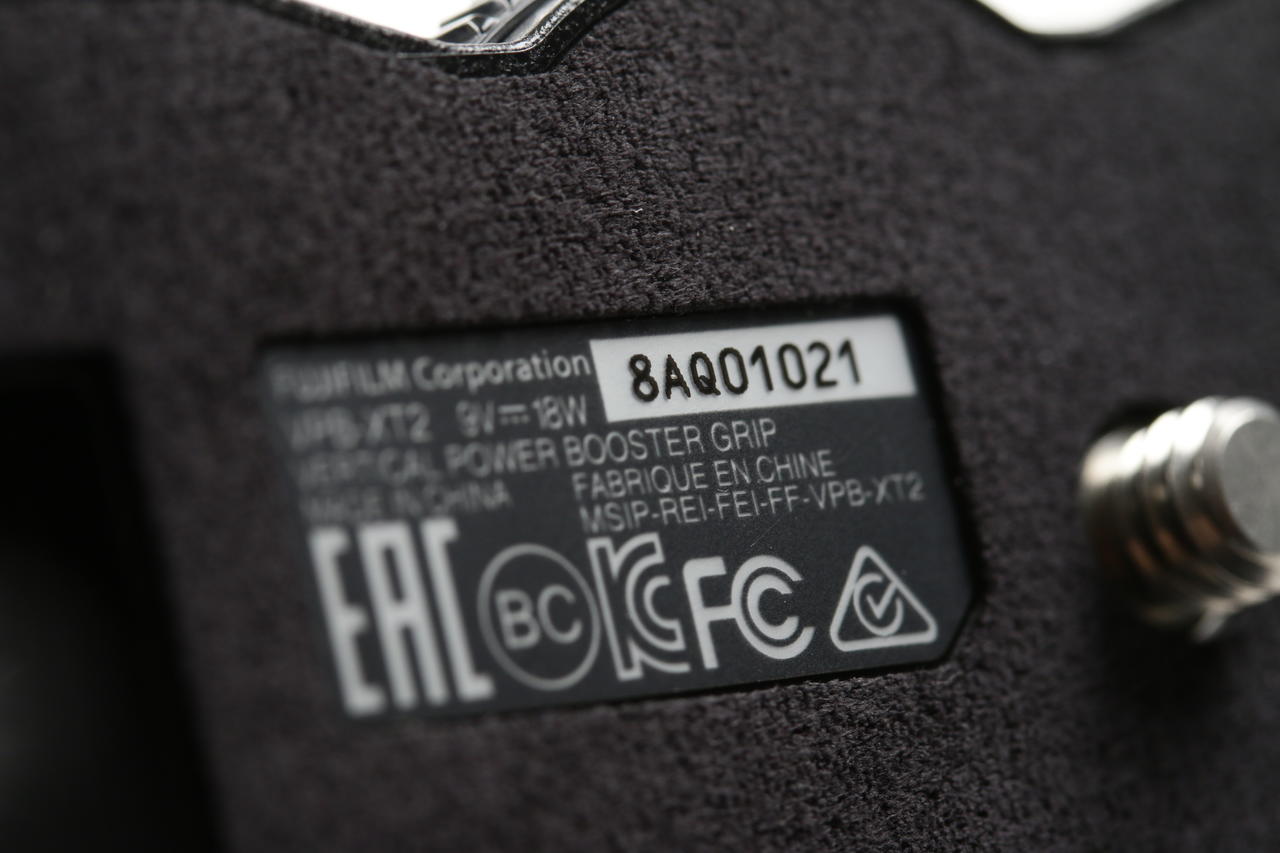 FUJIFILM Corporation 8AQ01021
VPB-XT2 9V⎓18W
VERTICAL POWER BOOSTER GRIP
MADE IN CHINA FABRIQUE EN CHINE
MSIP-REI-FEI-FF-VPB-XT2
EAC BC KC FC